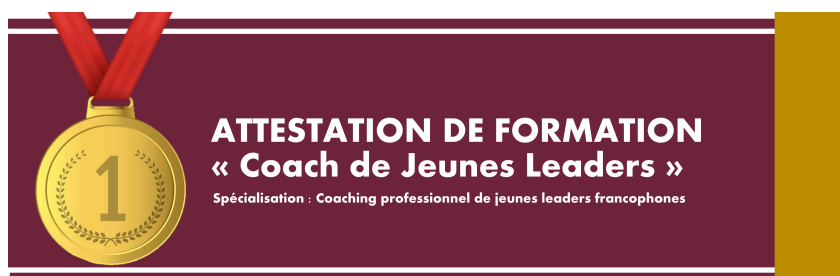 1
ATTESTATION DE FORMATION
« Coach de Jeunes Leaders »
Spécialisation : Coaching professionnel de jeunes leaders francophones